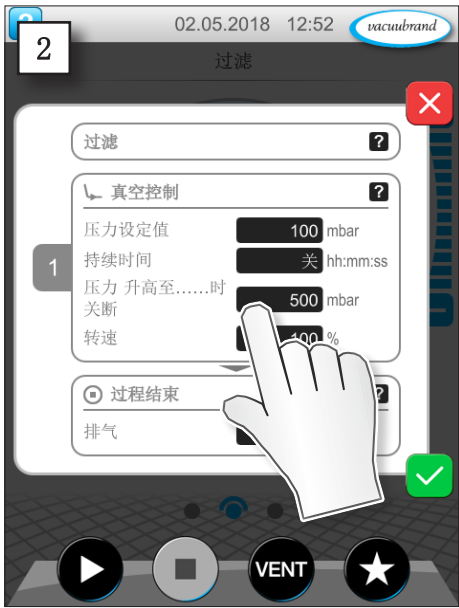 2
02.05.2018 12:52 vacuubrand
过滤
过滤 ?
真空控制 ?
1
压力设定值 100 mbar
持续时间 关 hh:mm:ss
压力 升高至……时
关断 500 mbar
转速 100 %
过程结束 ?
排气
VENT